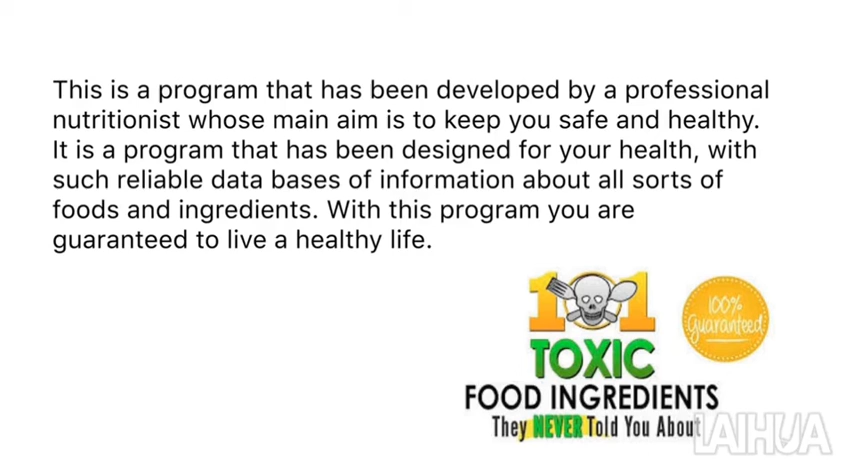 This is a program that has been developed by a professional
nutritionist whose main aim is to keep you safe and healthy.
It is a program that has been designed for your health, with
such reliable data bases of information about all sorts of
foods and ingredients. With this program you are
guaranteed to live a healthy life.
101
100%
Guaranteed
TOXIC
FOOD INGREDIENTS
They NEVER Told You About
LAIHUA